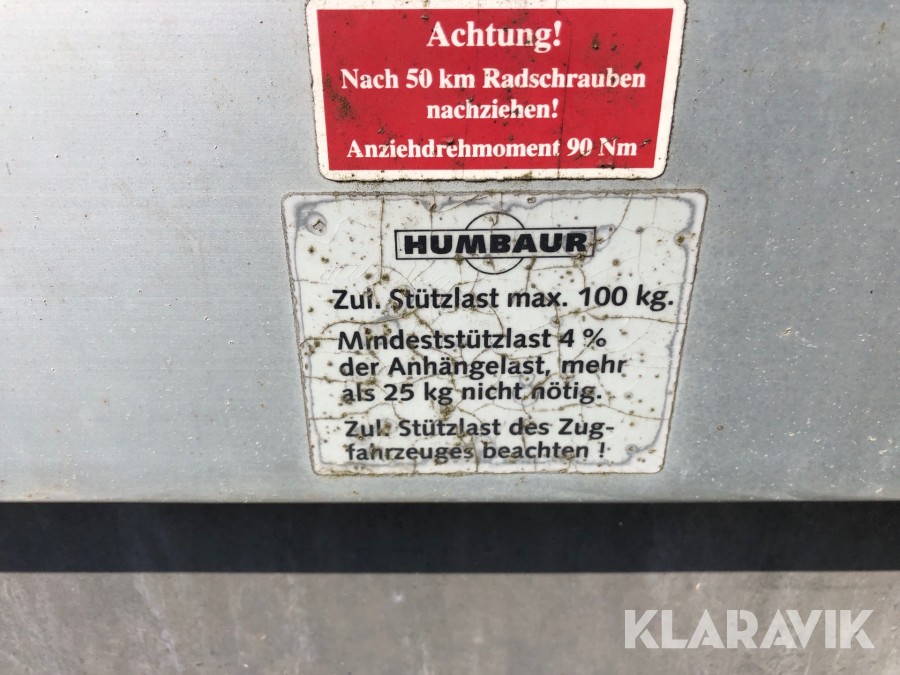 Achtung!
Nach 50 km Radschrauben
nachziehen!
Anziehdrehmoment 90 Nm
HUMBAUR
Zul. Stützlast max. 100 kg.
Mindeststützlast 4 %
der Anhängelast, mehr
als 25 kg nicht nötig.
Zul. Stützlast des Zug-
fahrzeuges beachten !
KLARAVIK